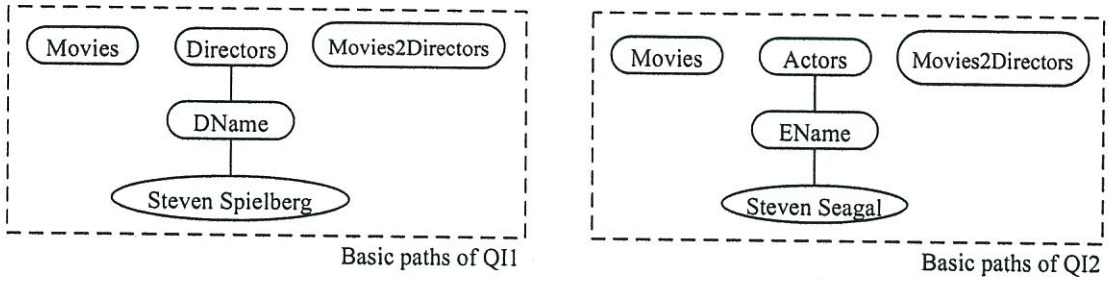 Movies Directors Movies2Directors
DName
Steven Spielberg
Basic paths of QI1
Movies Actors Movies2Directors
EName
Steven Seagal
Basic paths of QI2